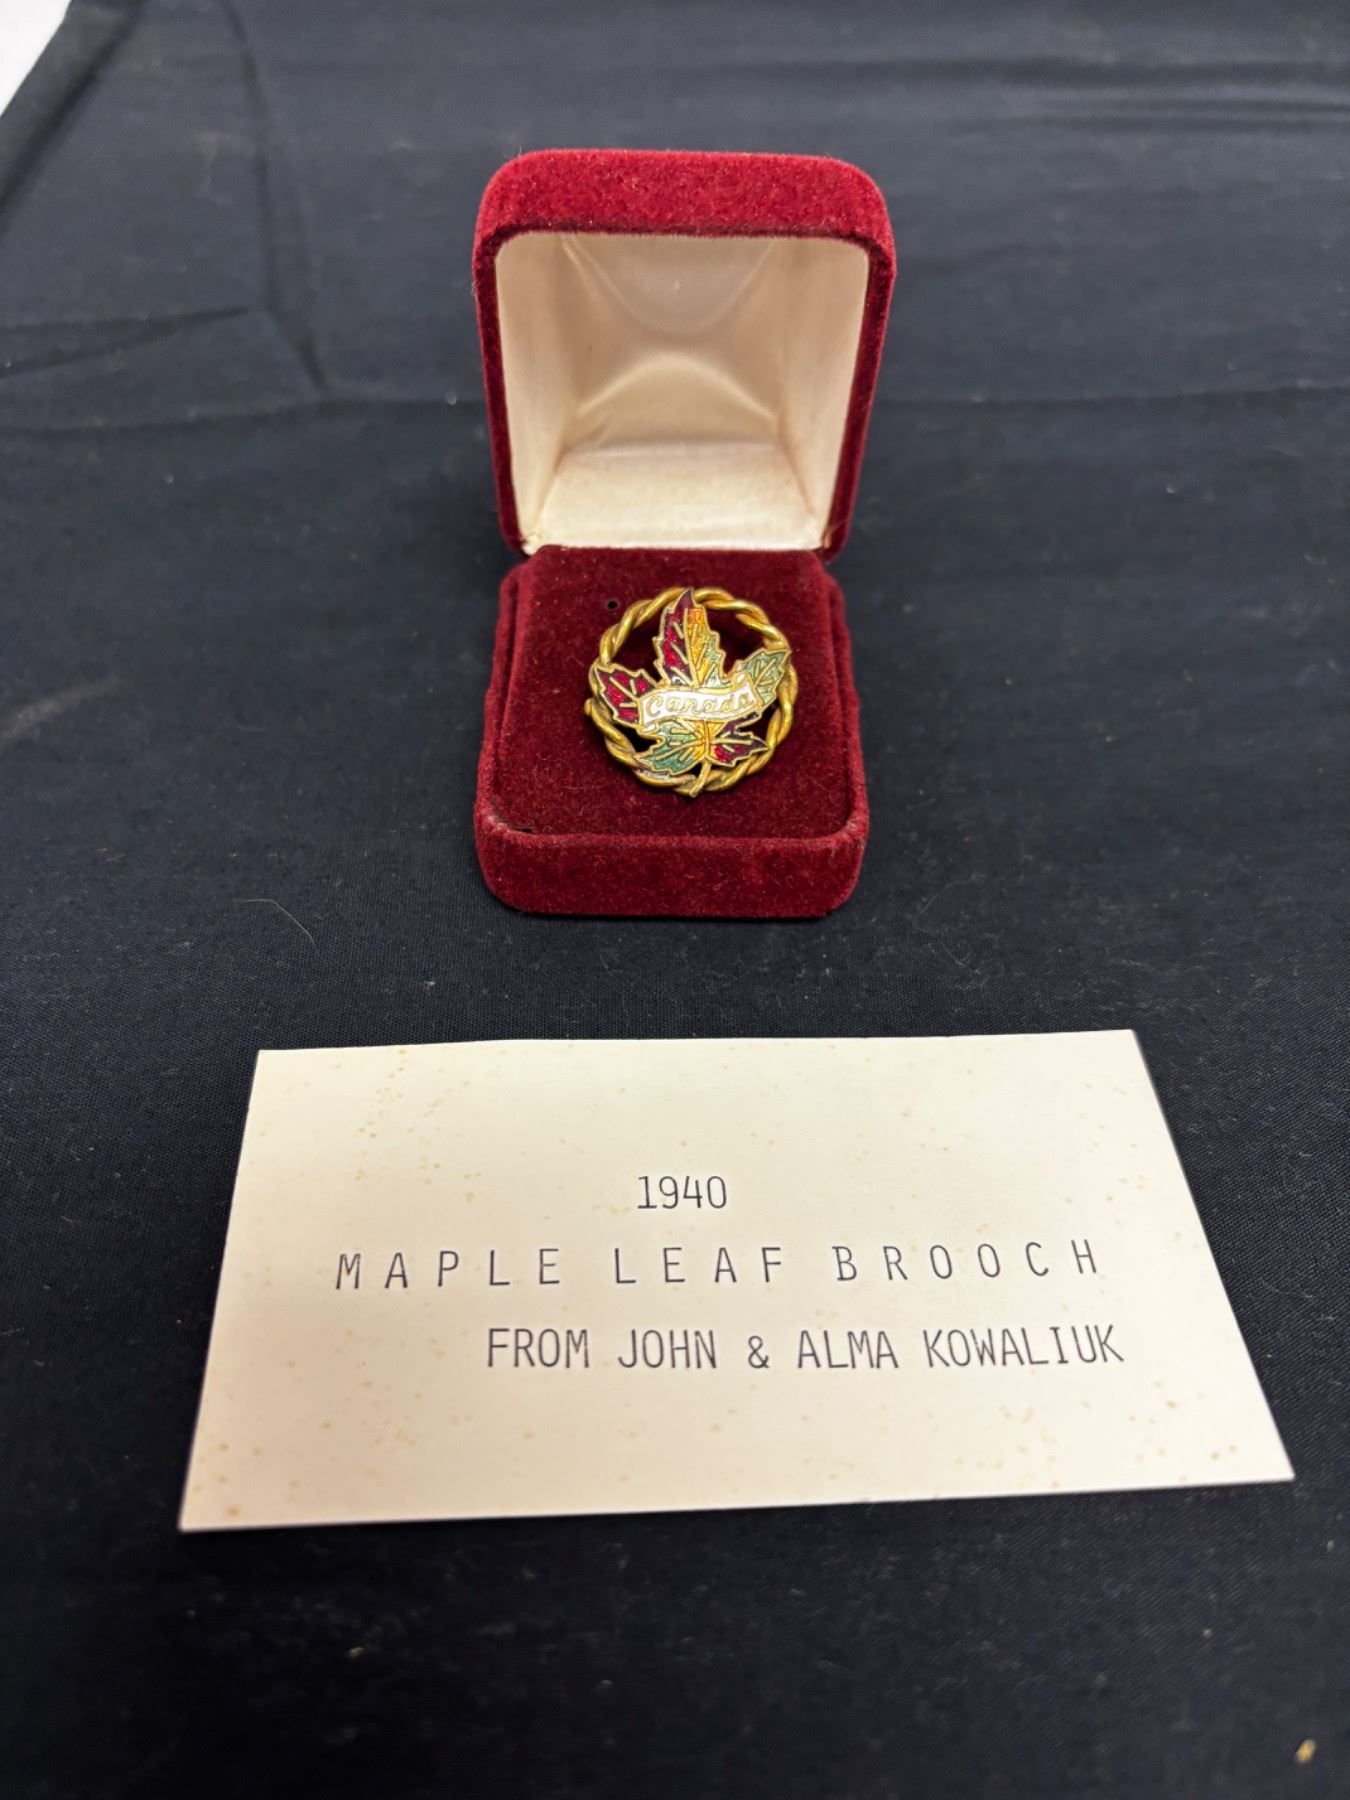 Canada
1940
MAPLE LEAF BROOCH
FROM JOHN & ALMA KOWALIUK